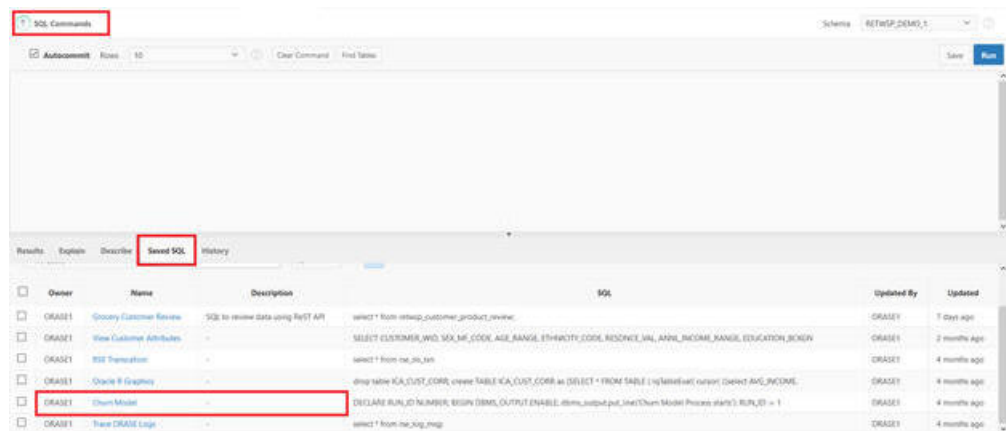 SQL Commands Schema RETWSP_DEMO_1
Autocommit Rows 10 Clear Command Find Tables Save Run
Results Explain Describe Saved SQL History
Owner Name Description SQL Updated By Updated
ORASE1 Grocery Customer Review SQL to review data using ReST API select * from retwsp_customer_product_review; ORASE1 7 days ago
ORASE1 View Customer Attributes - SELECT CUSTOMER_WID, SEX_MF_CODE, AGE_RANGE, ETHNICITY_CODE, ANNL_INCOME_RANGE, ORASE1 2 months ago
ORASE1 RSE Transcation - select * from rse_sls_txn ORASE1 4 months ago
ORASE1 Oracle R Graphics - drop table ICA_CUST_CORR; create TABLE ICA_CUST_CORR as (SELECT * FROM TABLE ( rqTableEval( cursor( (select AVG_INCOME, ORASE1 4 months ago
ORASE1 Churn Model - DECLARE RUN_ID NUMBER; BEGIN DBMS_OUTPUT.ENABLE; dbms_output.put_line('Churn Model Process starts'); RUN_ID := 1 ORASE1 4 months ago
ORASE1 Trace ORASE Logs - select * from rse_log_msg ORASE1 4 months ago